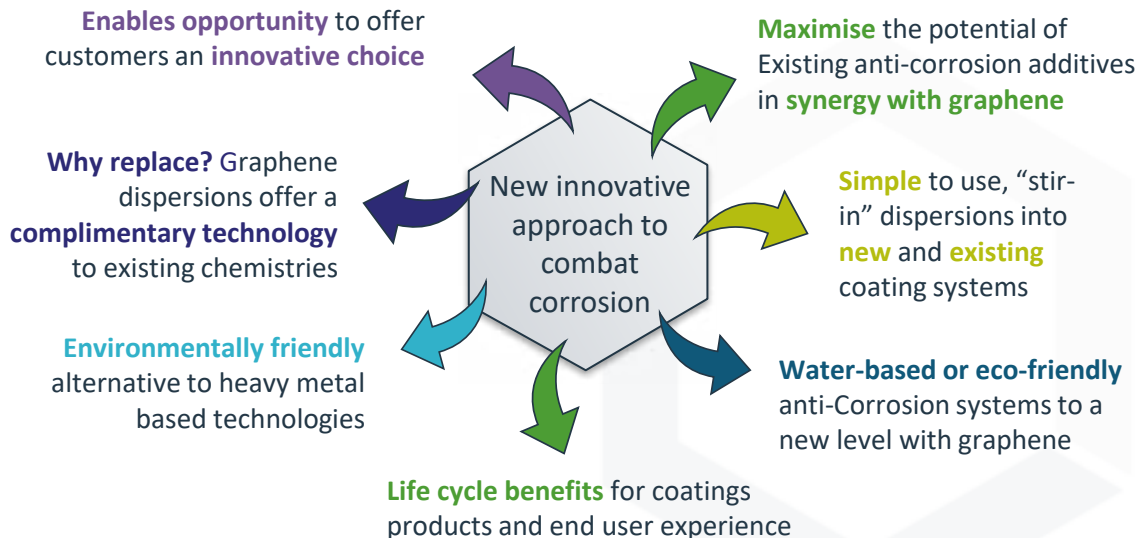 Enables opportunity to offer
customers an innovative choice
Maximise the potential of
Existing anti-corrosion additives
in synergy with graphene
Why replace? Graphene
dispersions offer a
complimentary technology
to existing chemistries
New innovative
approach to
combat
corrosion
Simple to use, “stir-
in” dispersions into
new and existing
coating systems
Environmentally friendly
alternative to heavy metal
based technologies
Water-based or eco-friendly
anti-Corrosion systems to a
new level with graphene
Life cycle benefits for coatings
products and end user experience